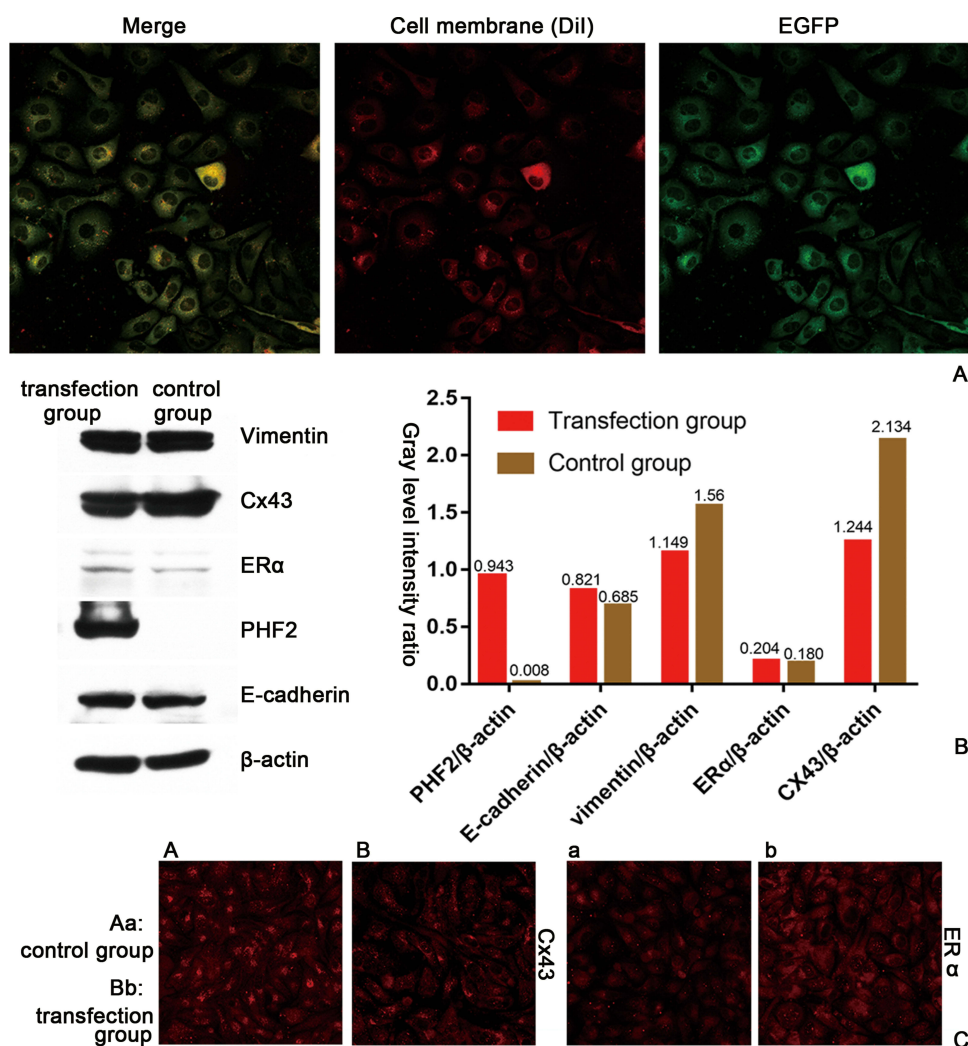 Merge
Cell membrane (DiI)
EGFP
A
transfection
group
control
group
Vimentin
Cx43
ERα
PHF2
E-cadherin
β-actin
Gray level intensity ratio
2.5
2.0
1.5
1.0
0.5
0.0
Transfection group
Control group
0.943
0.008
0.821
0.685
1.149
1.56
0.204
0.180
1.244
2.134
PHF2/β-actin
E-cadherin/β-actin
vimentin/β-actin
ERα/β-actin
CX43/β-actin
B
A
B
a
b
Aa:
control group
Bb:
transfection
group
Cx43
ER α
C